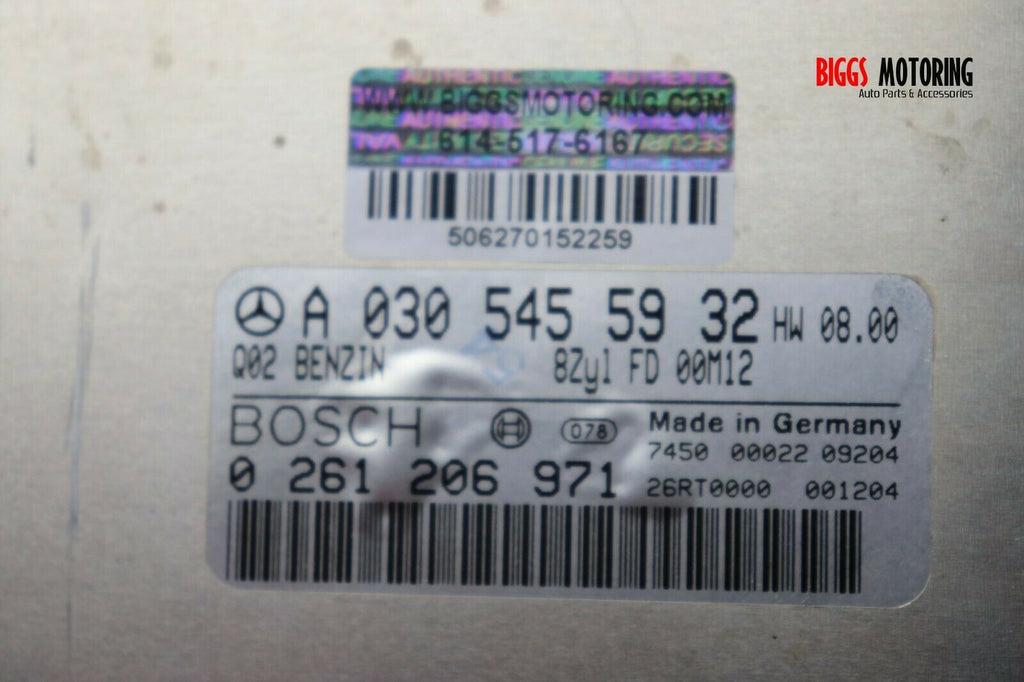 BIGGS MOTORING
Auto Parts & Accessories
AUTHENTIC
WWW.BIGGSMOTORING.COM
614-517-6167
506270152259
A 030 545 59 32 HW 08.00
Q02 BENZIN 8Zyl FD 00M12
BOSCH 078 Made in Germany
7450 00022 09204
0 261 206 971 26RT0000 001204